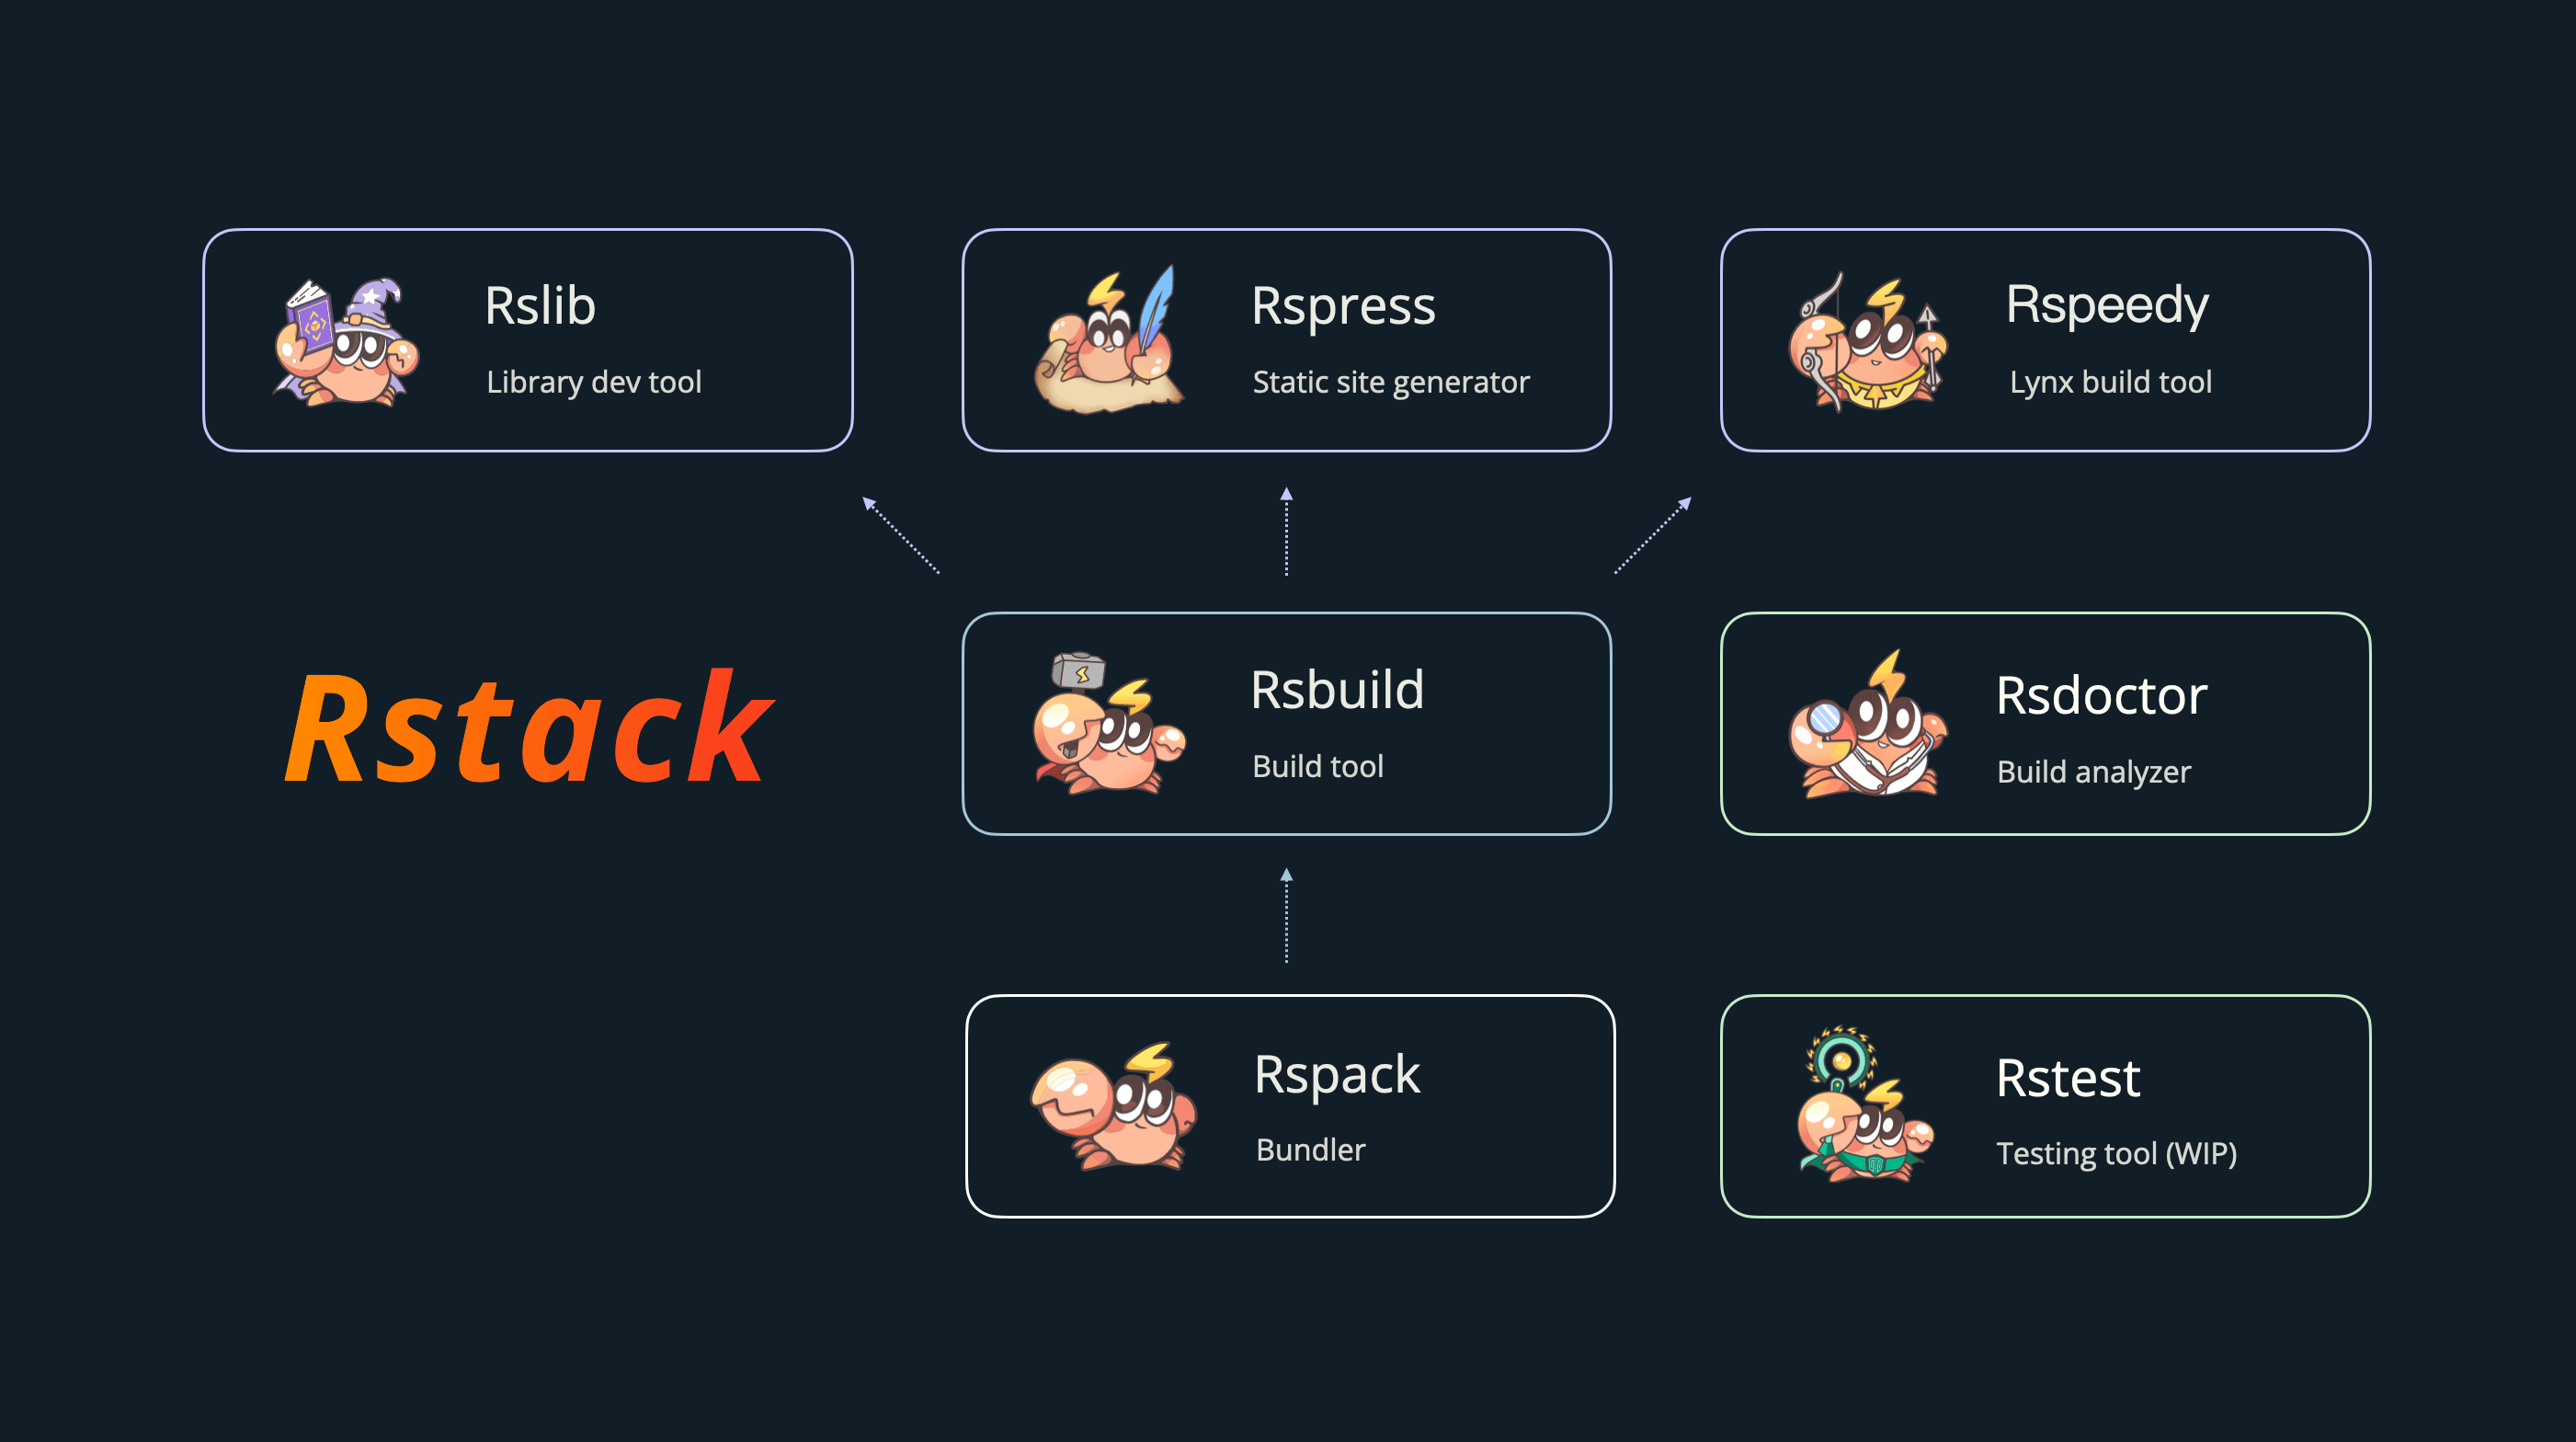 Rslib
Library dev tool
Rspress
Static site generator
Rspeedy
Lynx build tool
Rstack
Rsbuild
Build tool
Rsdoctor
Build analyzer
Rspack
Bundler
Rstest
Testing tool (WIP)